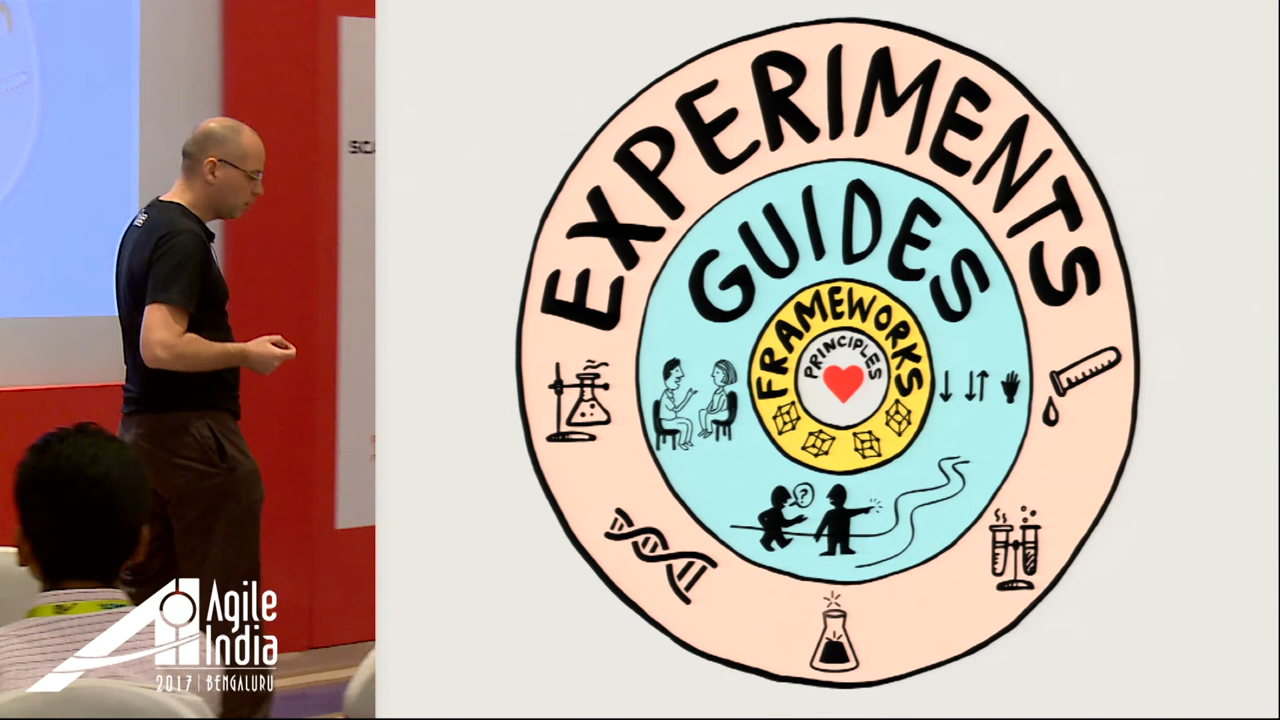 EXPERIMENTS
GUIDES
FRAMEWORKS
PRINCIPLES
?
Agile
India
2017 | BENGALURU